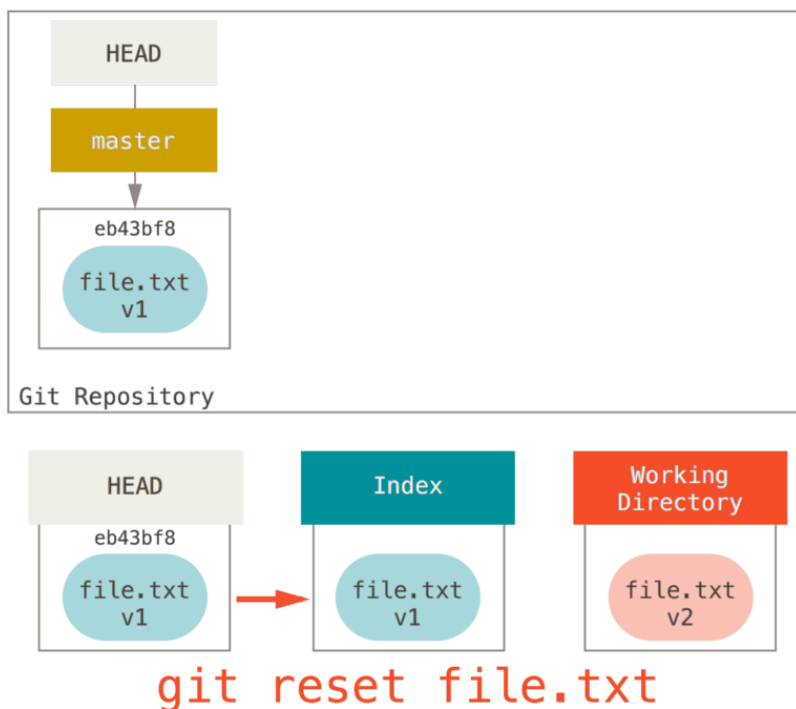 HEAD
master
eb43bf8
file.txt
v1
Git Repository
HEAD
Index
Working
Directory
eb43bf8
file.txt
v1
file.txt
v1
file.txt
v2
git reset file.txt